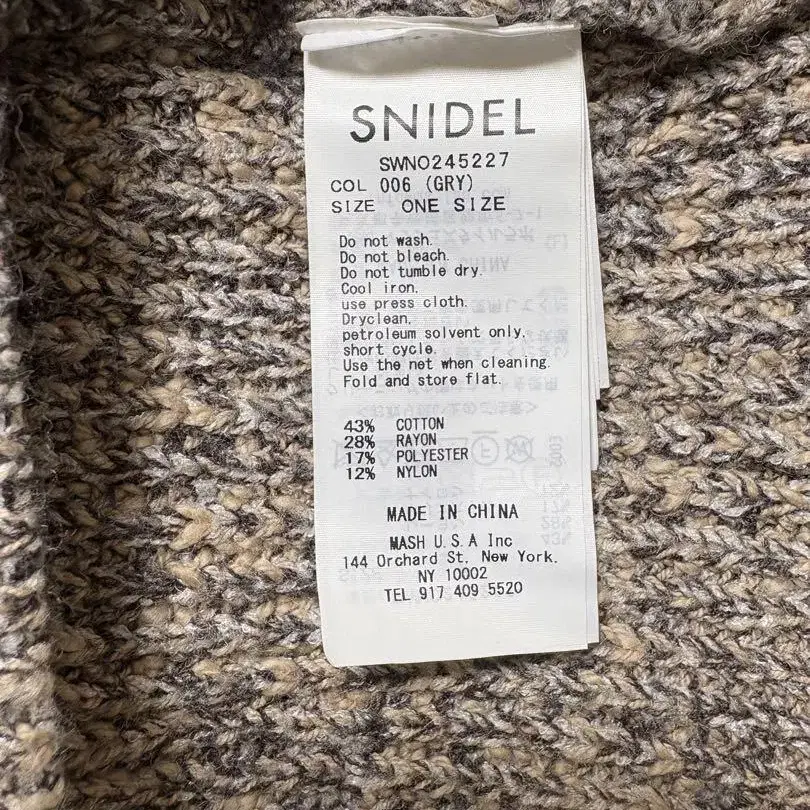 SNIDEL
SWNO245227
COL 006 (GRY)
SIZE ONE SIZE
Do not wash.
Do not bleach.
Do not tumble dry.
Cool iron.
use press cloth.
Dryclean,
petroleum solvent only,
short cycle.
Use the net when cleaning.
Fold and store flat.
43% COTTON
28% RAYON
17% POLYESTER
12% NYLON
MADE IN CHINA
MASH U.S.A Inc
144 Orchard St, New York.
NY 10002
TEL 917 409 5520